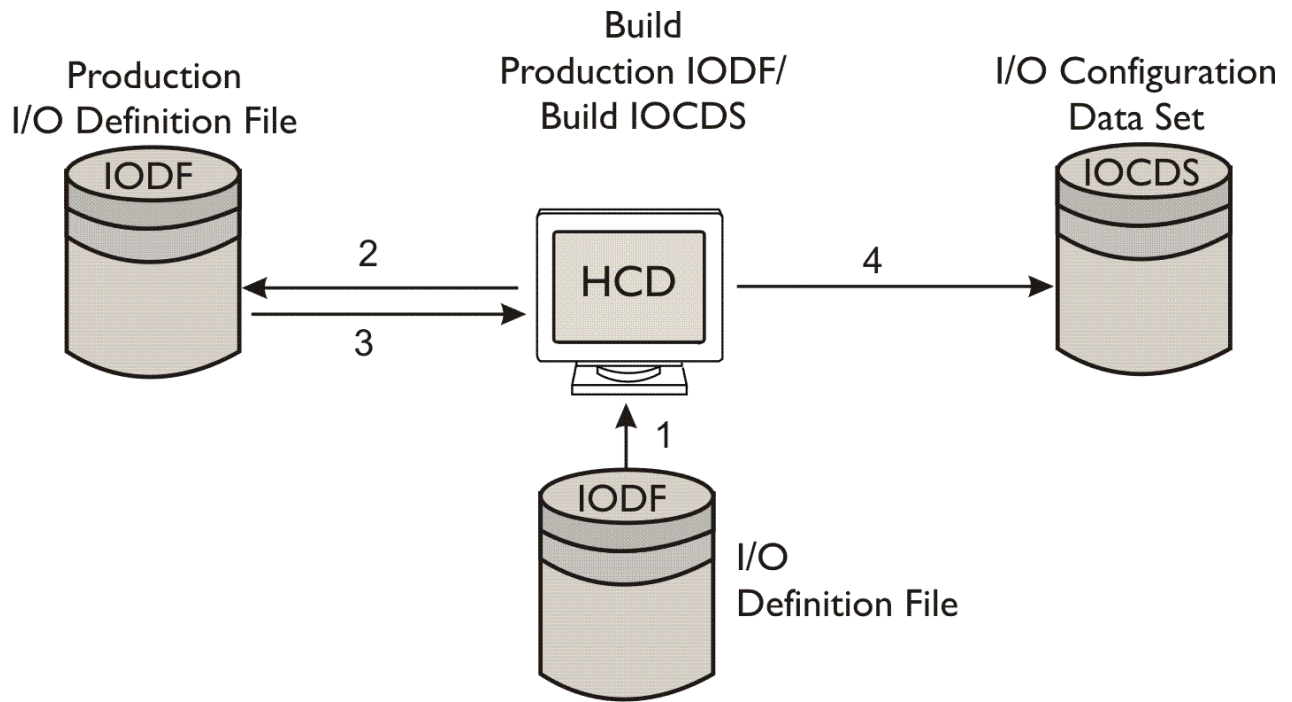 Build
Production IODF/
Build IOCDS
Production
I/O Definition File
I/O Configuration
Data Set
IODF
IOCDS
2
HCD
4
3
1
IODF
I/O
Definition File